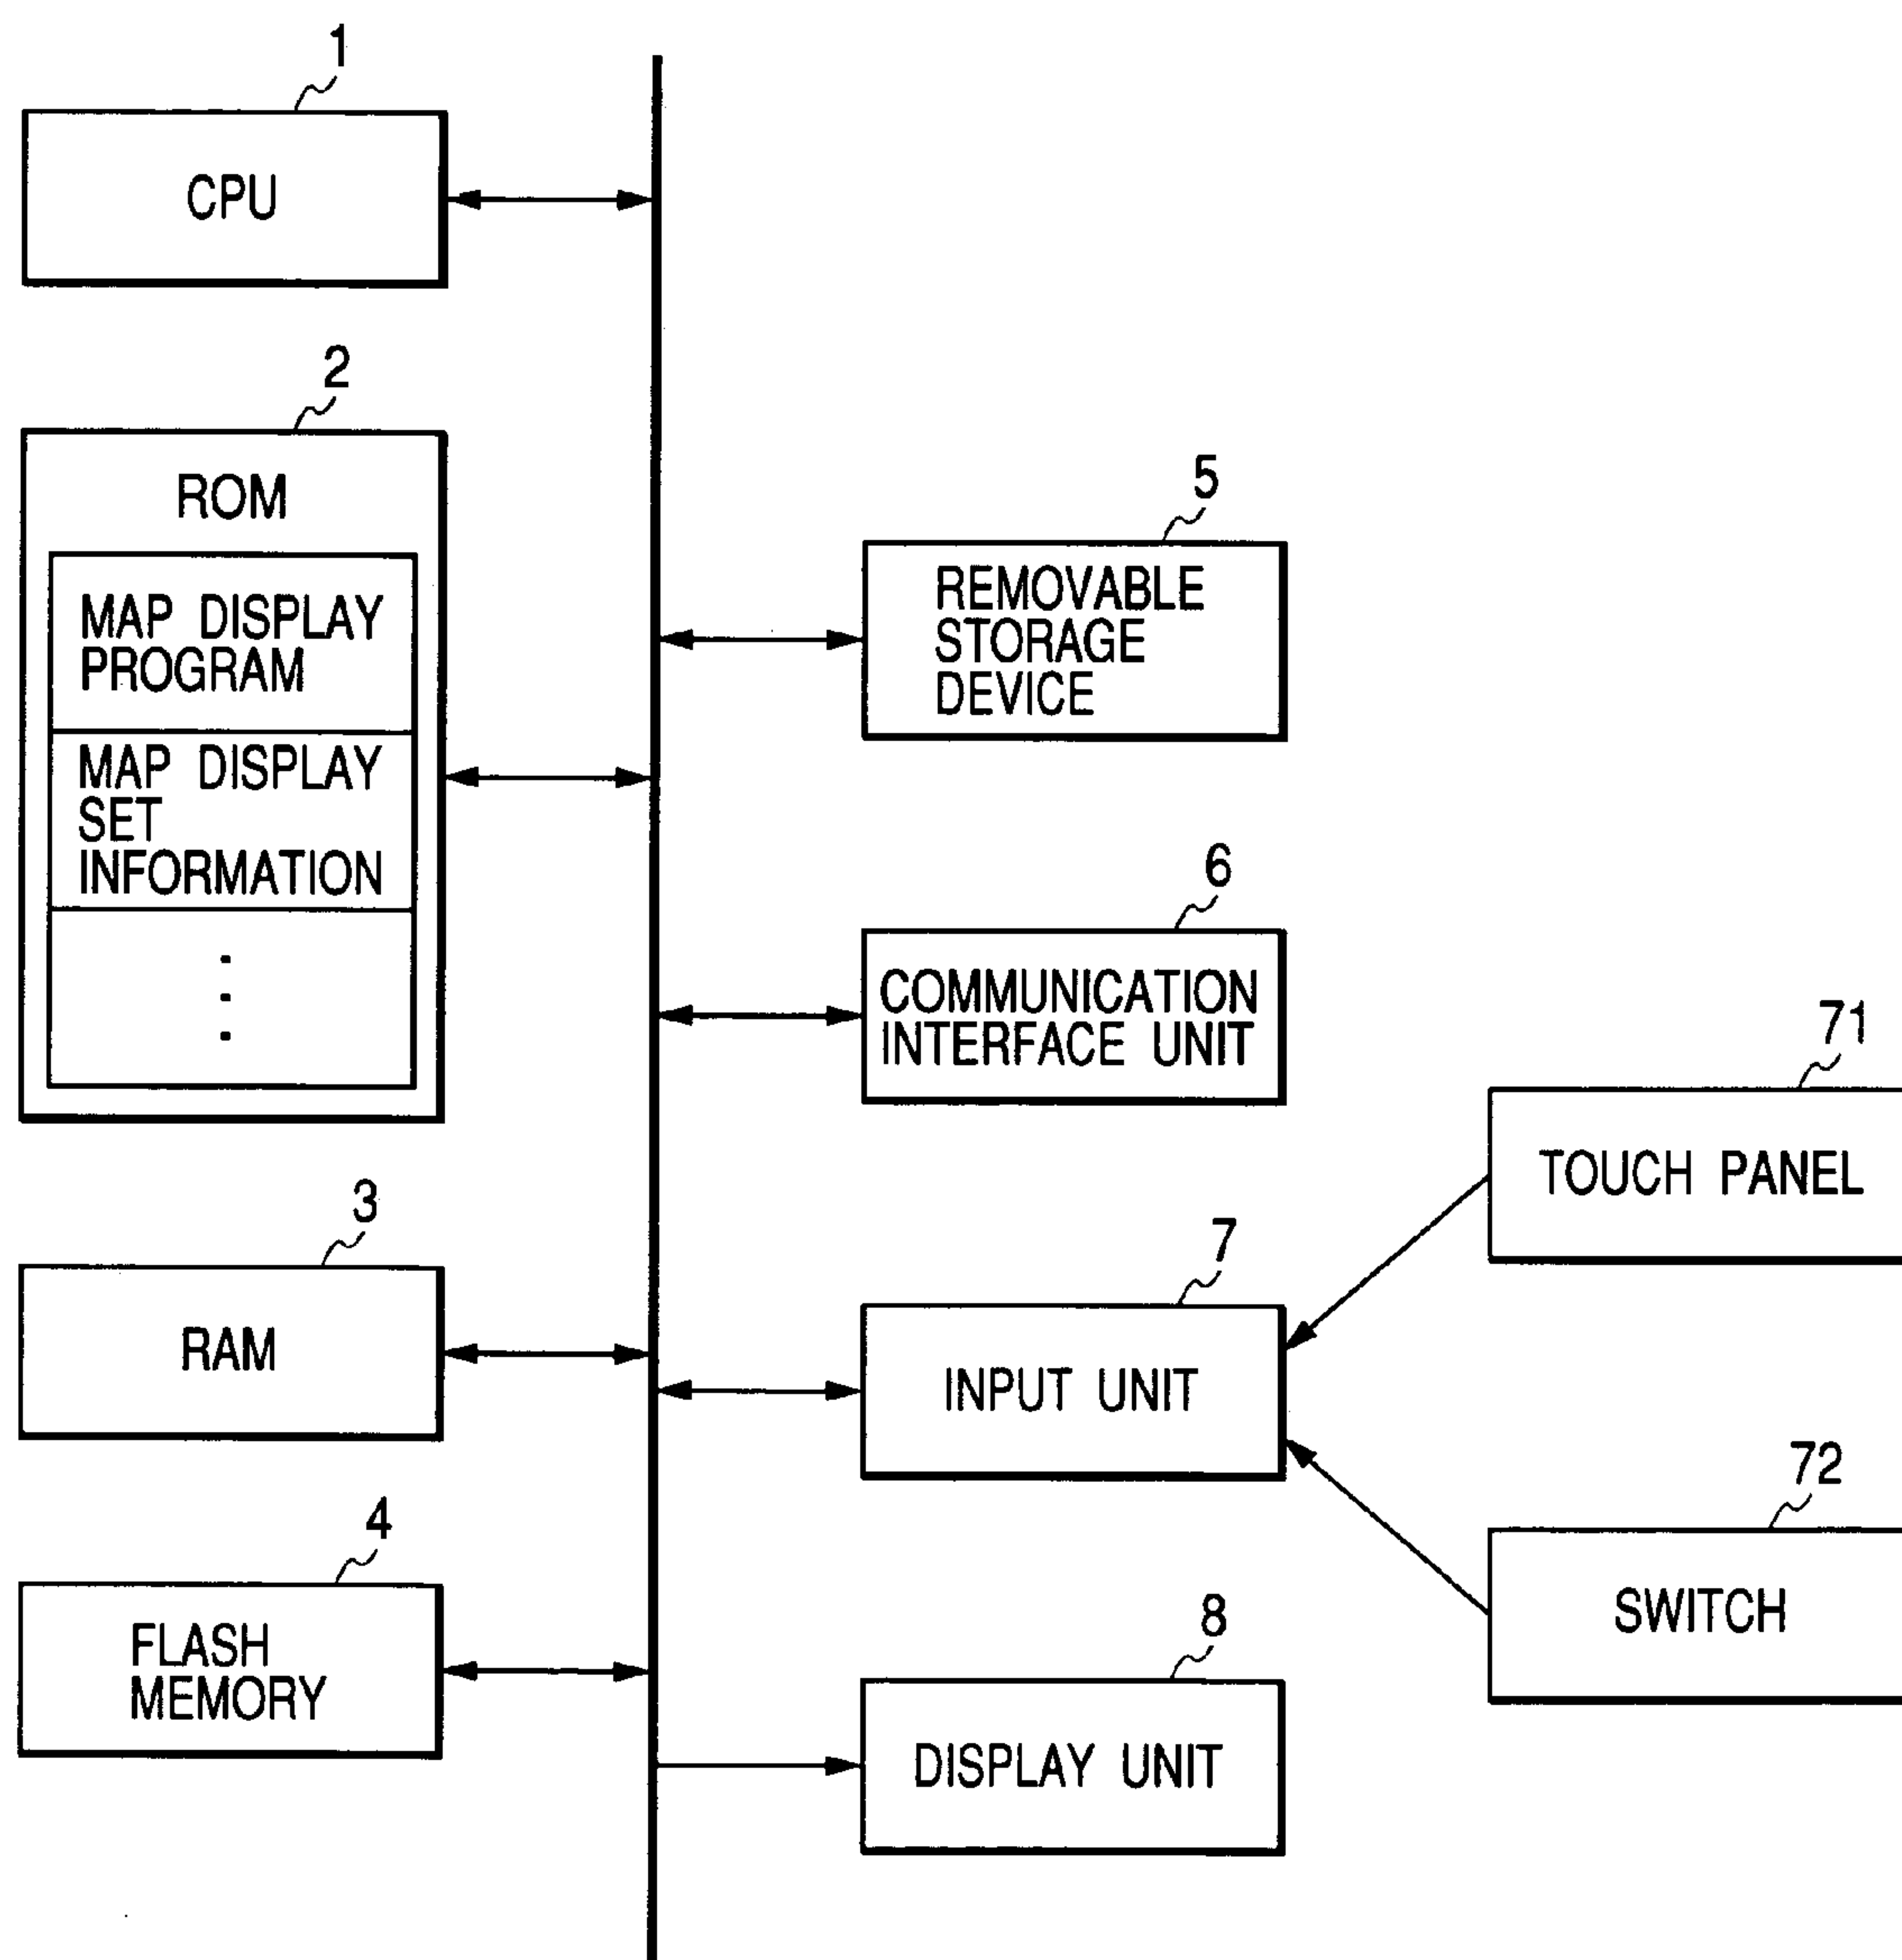 1
CPU
2
ROM
MAP DISPLAY
PROGRAM
MAP DISPLAY
SET
INFORMATION
3
RAM
4
FLASH
MEMORY
5
REMOVABLE
STORAGE
DEVICE
6
COMMUNICATION
INTERFACE UNIT
7
INPUT UNIT
8
DISPLAY UNIT
71
TOUCH PANEL
72
SWITCH